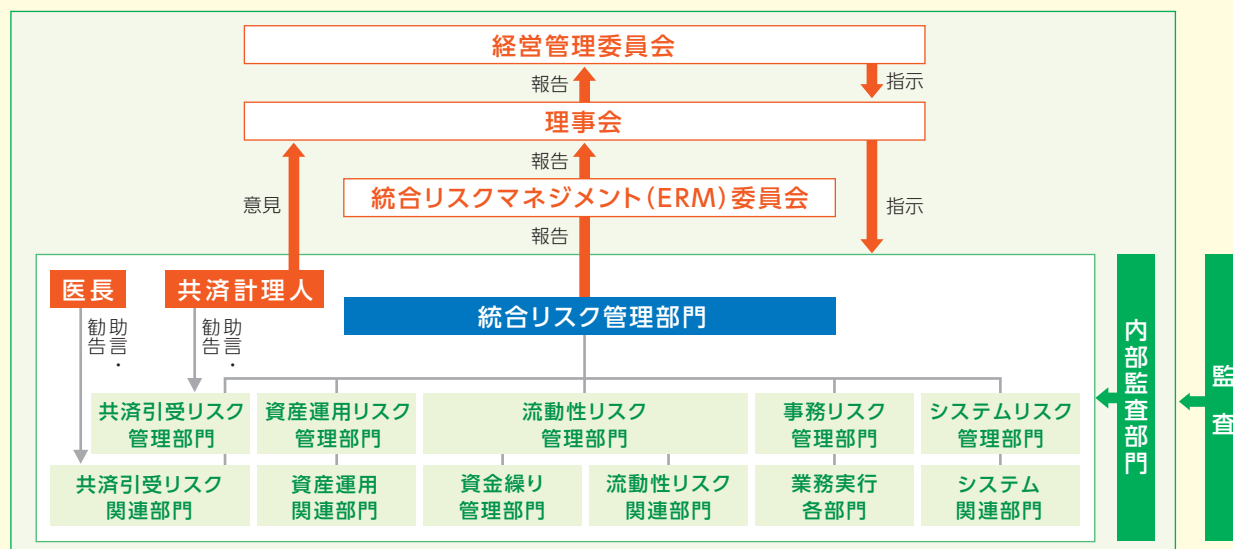 経営管理委員会
報告
指示
理事会
報告
統合リスクマネジメント（ERM）委員会
意見
指示
報告
医長
共済計理人
統合リスク管理部門
助言・
勧告
助言・
勧告
共済引受リスク
管理部門
資産運用リスク
管理部門
流動性リスク
管理部門
事務リスク
管理部門
システムリスク
管理部門
共済引受リスク
関連部門
資産運用
関連部門
資金繰り
管理部門
流動性リスク
関連部門
業務実行
各部門
システム
関連部門
内部監査部門
監査